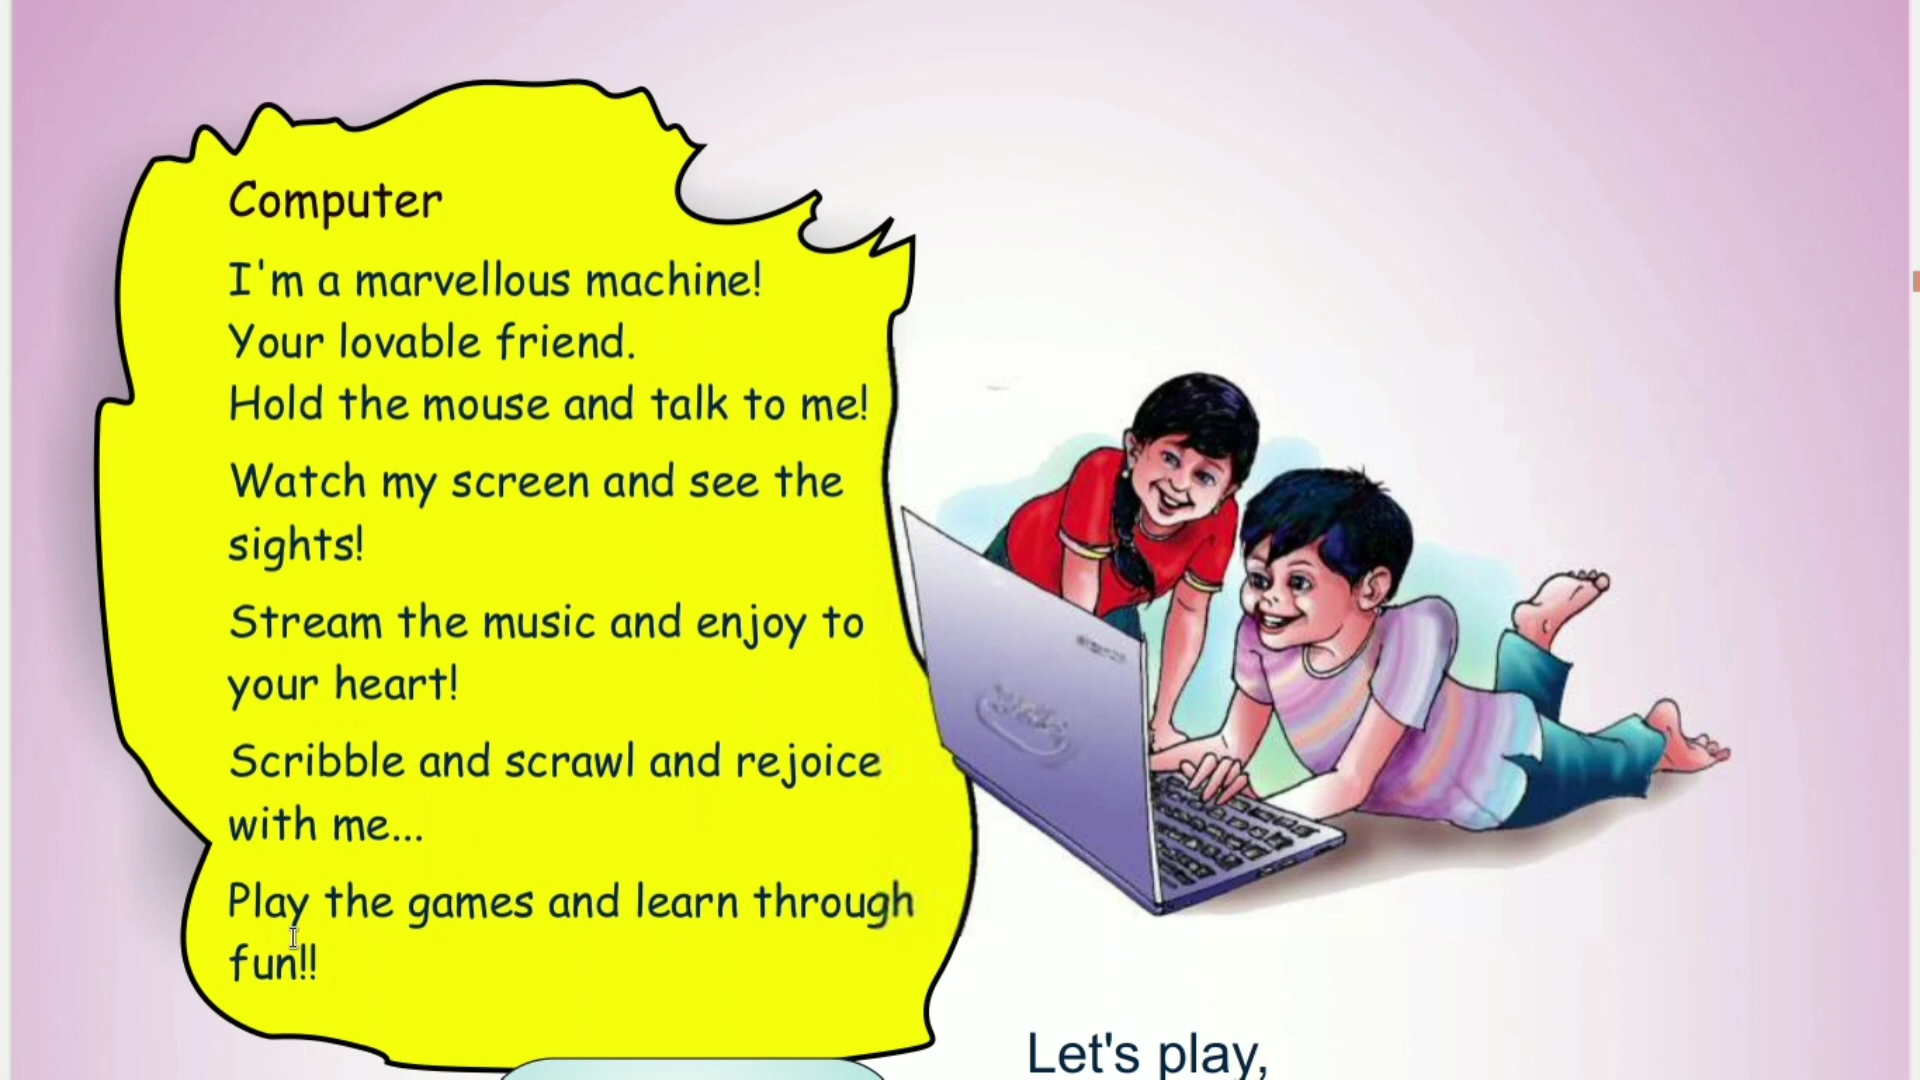 Computer
I'm a marvellous machine!
Your lovable friend.
Hold the mouse and talk to me!
Watch my screen and see the
sights!
Stream the music and enjoy to
your heart!
Scribble and scrawl and rejoice
with me...
Play the games and learn through
fun!!
Let's play,